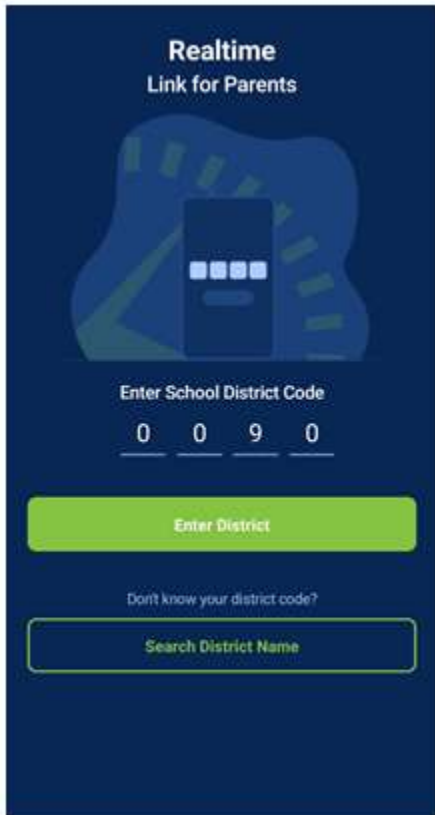 Realtime
Link for Parents
Enter School District Code
0 0 9 0
Enter District
Don't know your district code?
Search District Name